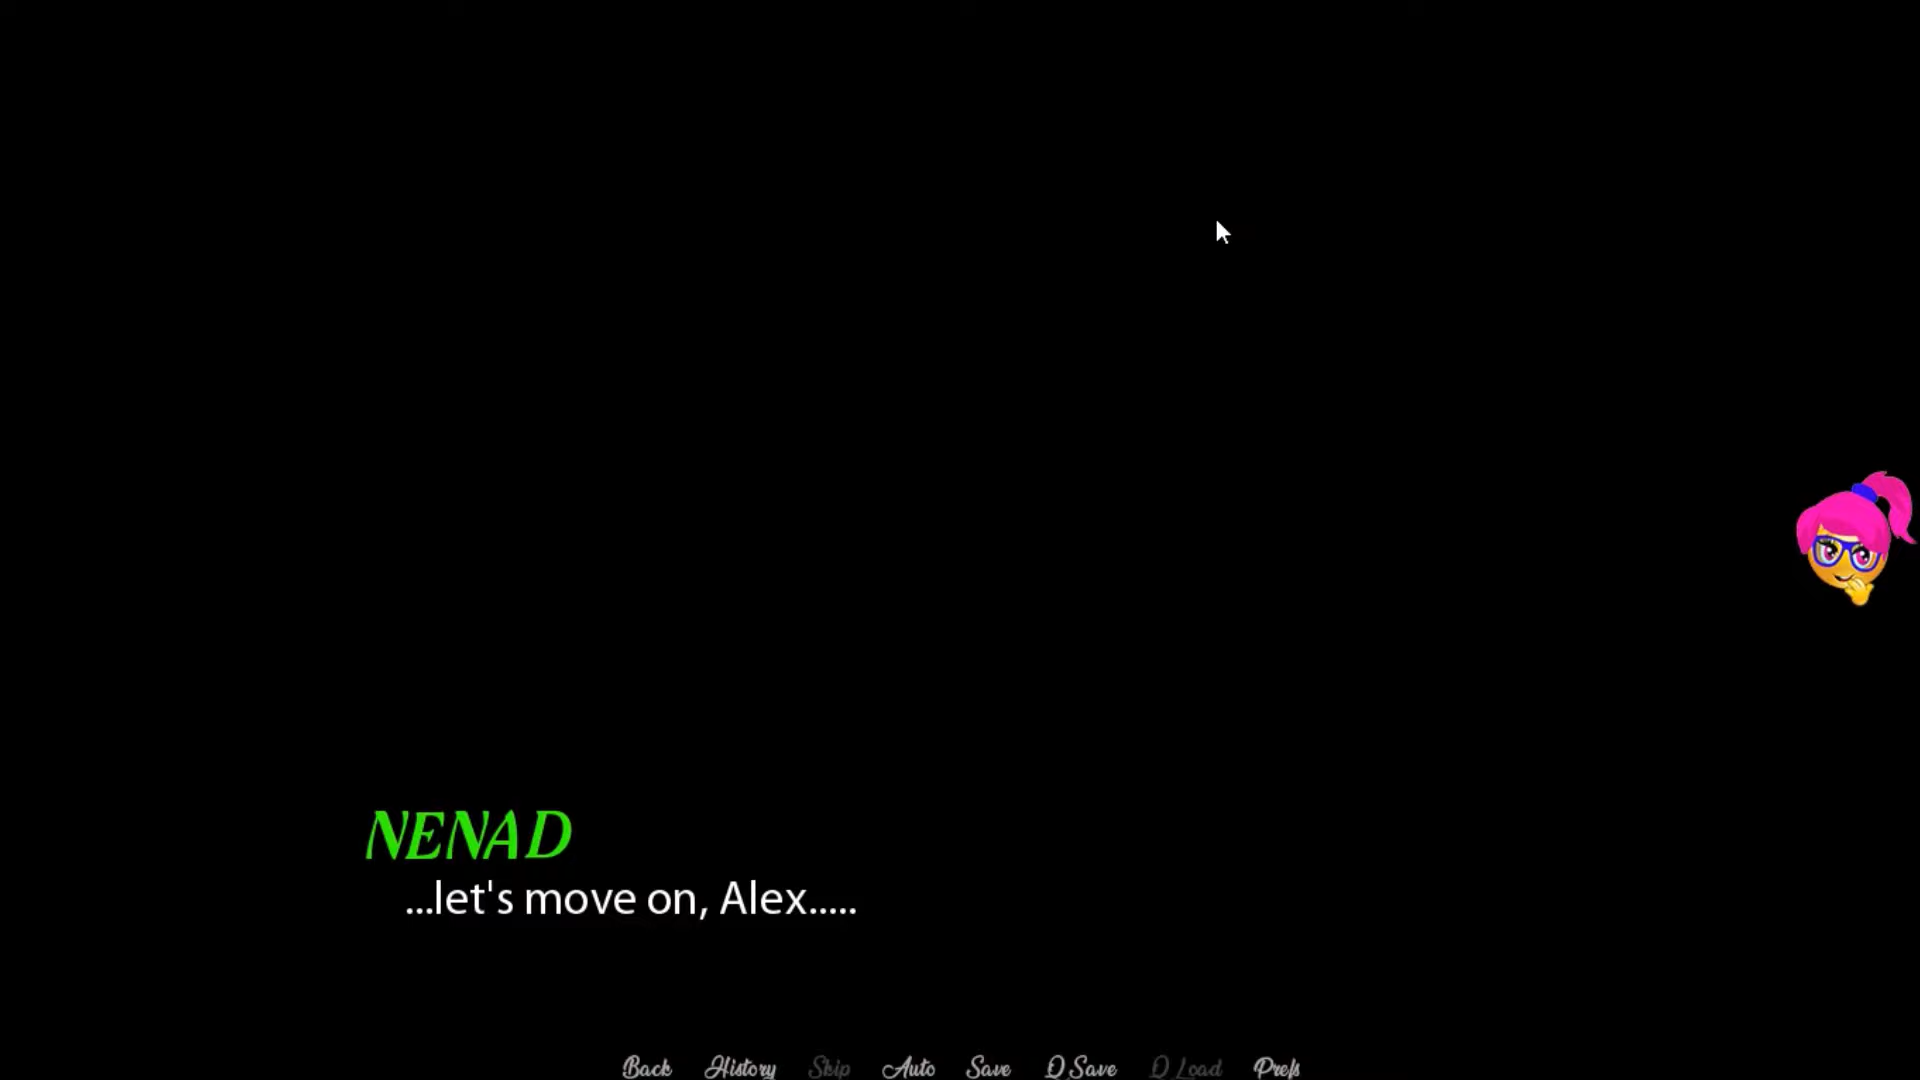 NENAD
...let's move on, Alex.....
Back History Skip Auto Save Q.Save Q.Load Prefs